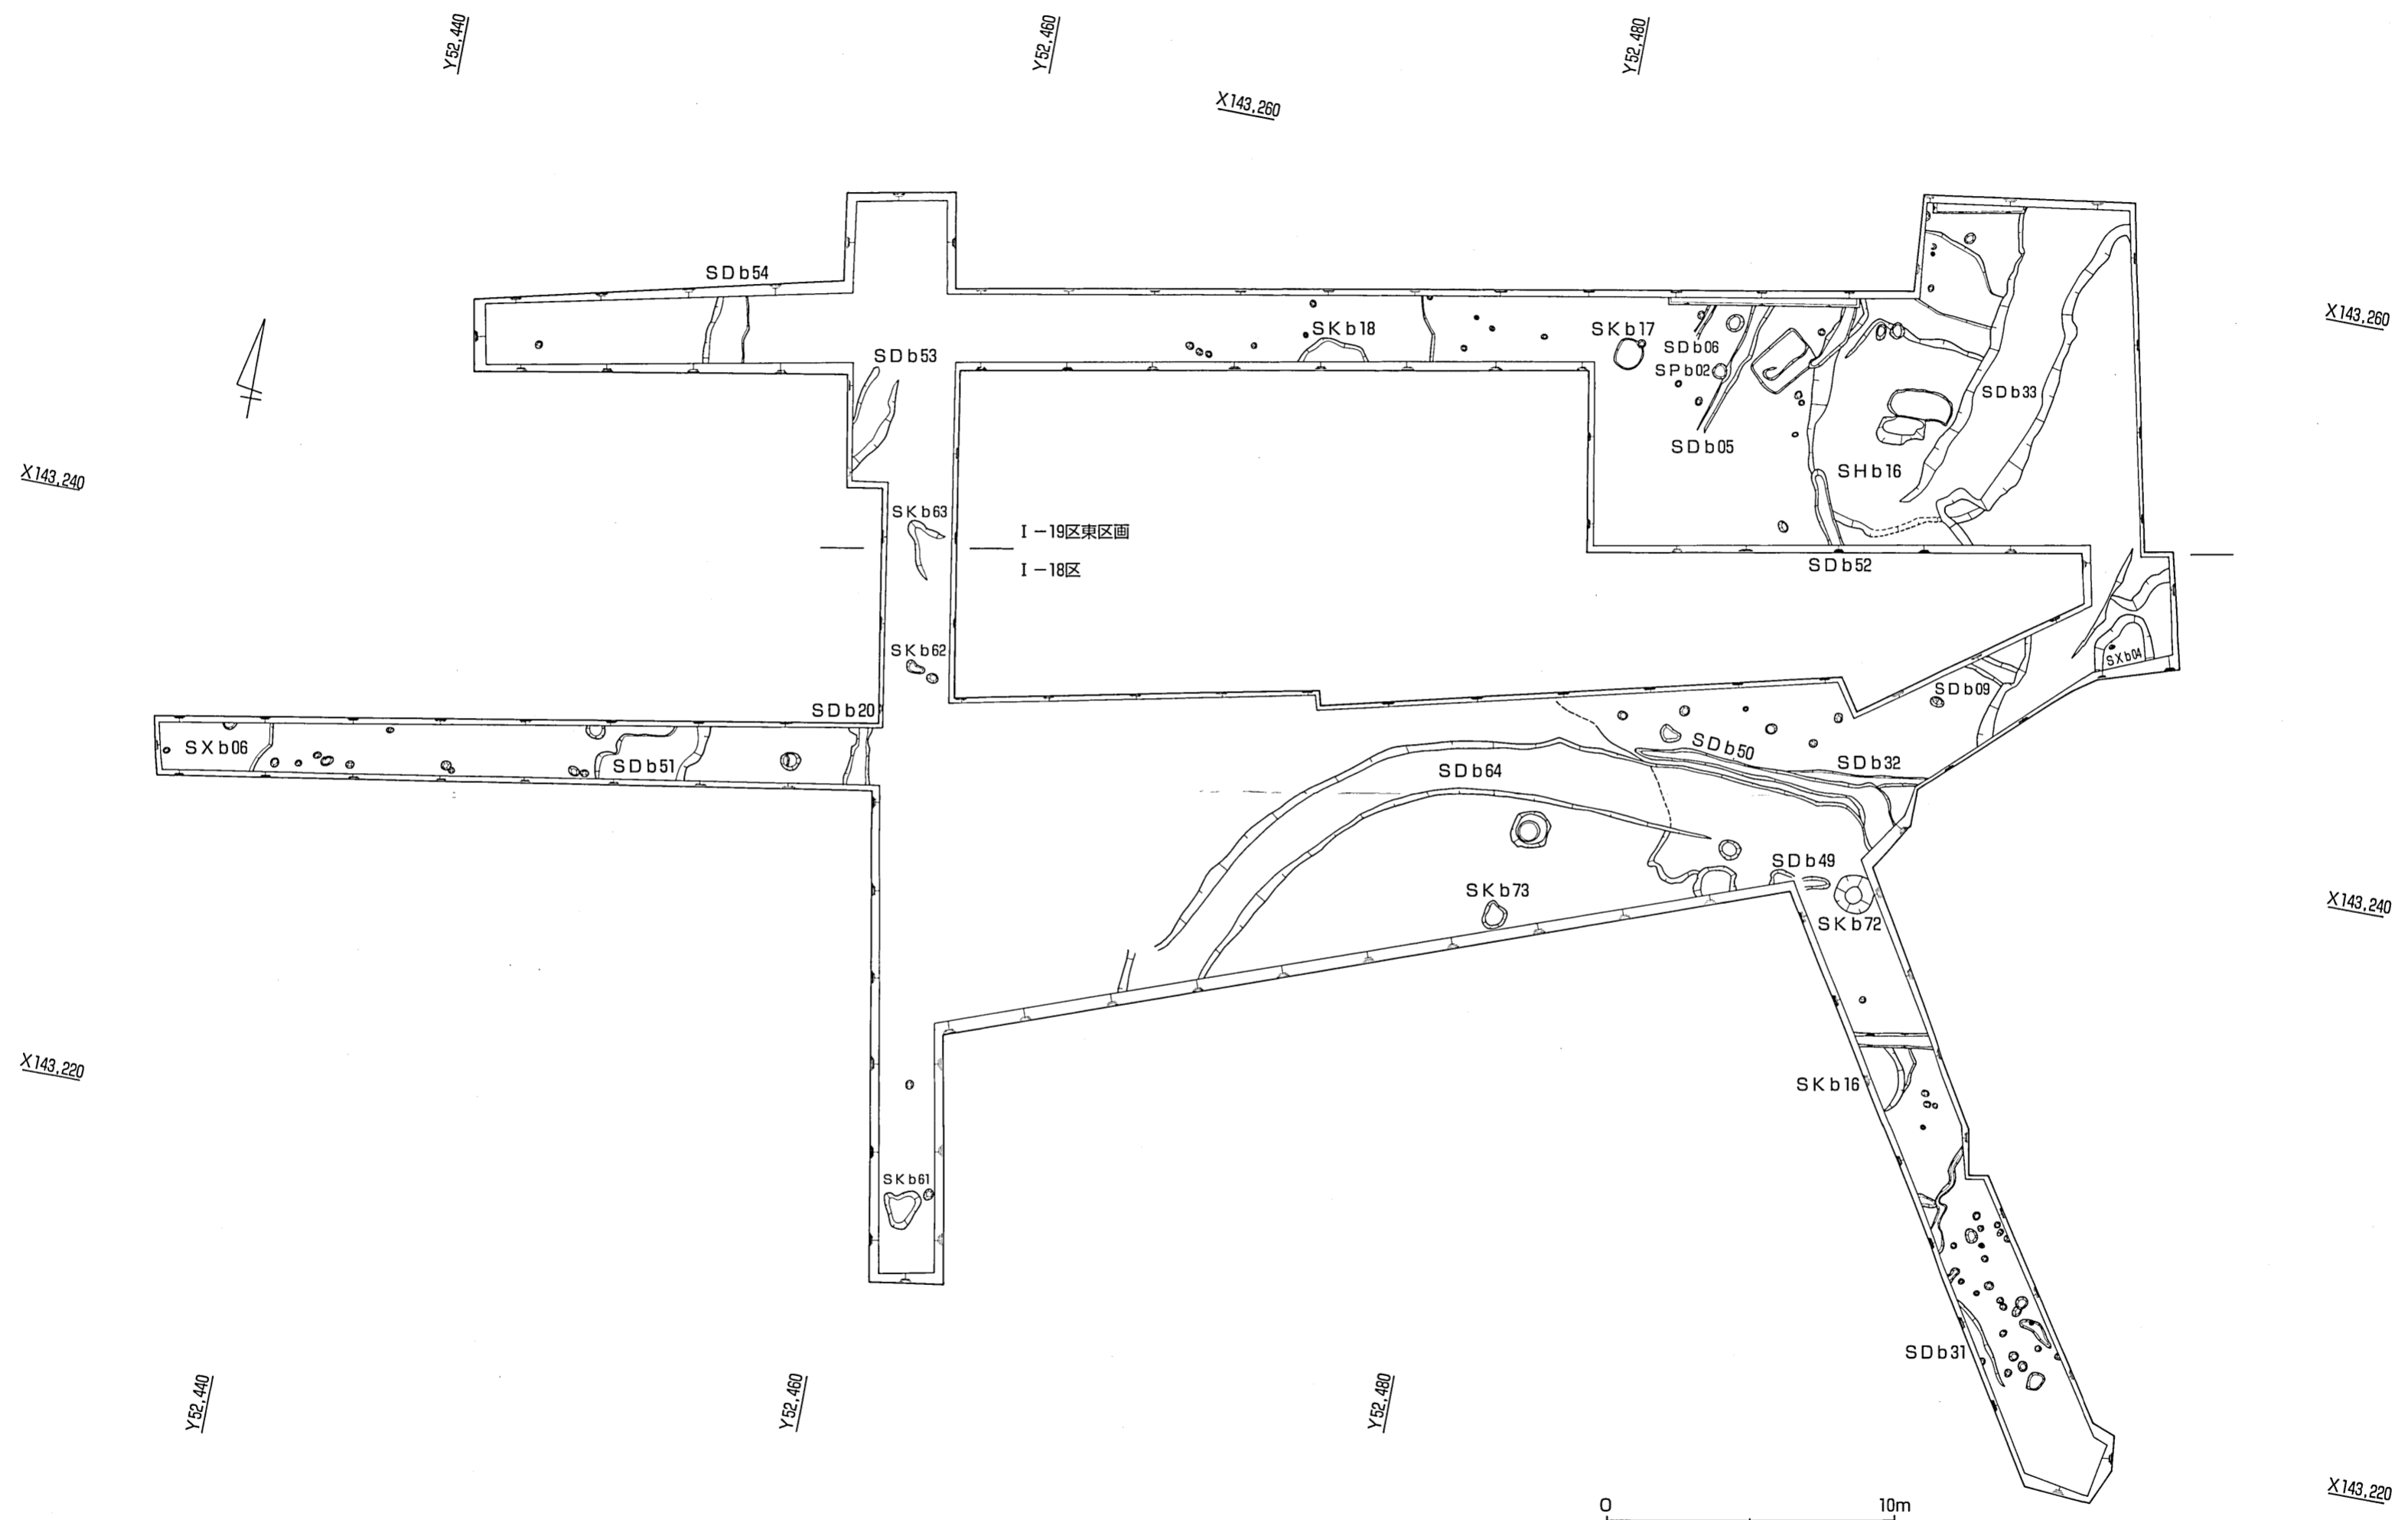 Y52,440
Y52,460
Y52,480
X143,260
SDb54
X143,260
SKb18
SKb17
SDb06
SDb53
SPb02
SDb33
SDb05
SHb16
X143,240
SKb63
I－19区東区画
I－18区
SDb52
SKb62
SXb04
SDb09
SDb20
SXb06
SDb51
SDb50
SDb32
SDb64
SDb49
SKb73
SKb72
X143,240
X143,220
SKb16
SKb61
SDb31
Y52,440
Y52,460
Y52,480
X143,220
0 10m